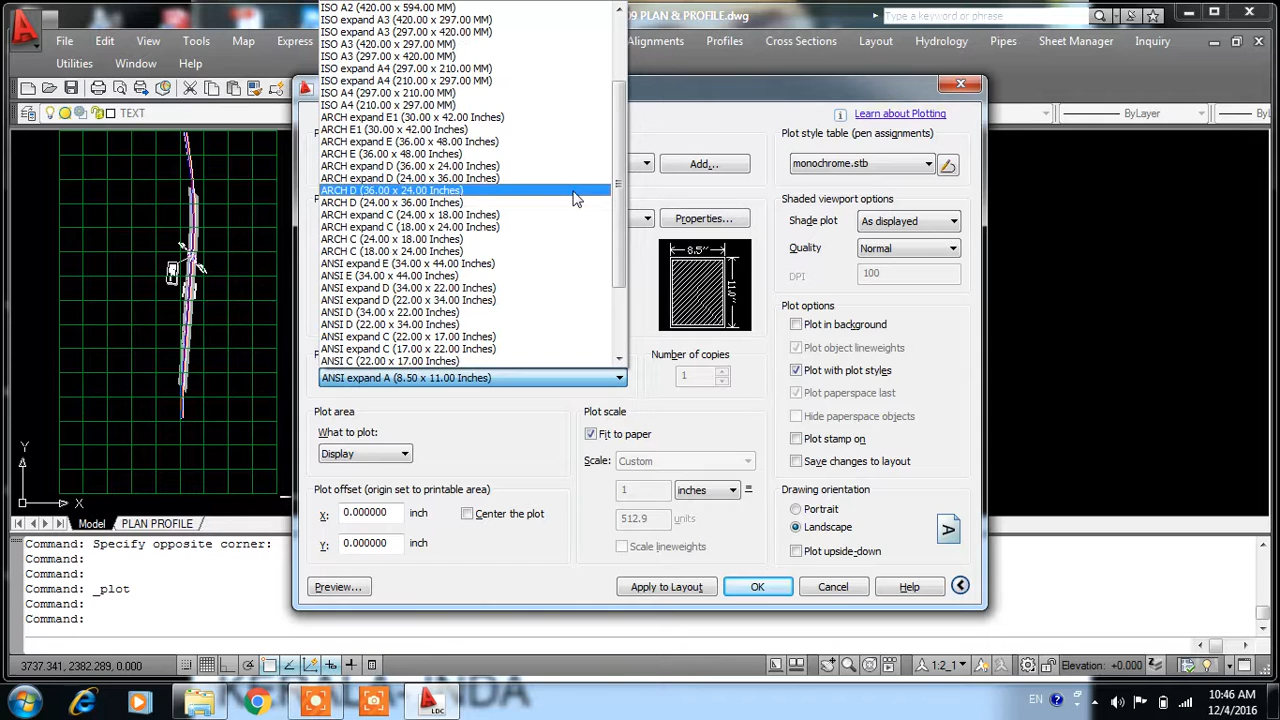 09 PLAN & PROFILE.dwg
Type a keyword or phrase
File Edit View Tools Map Express
Alignments Profiles Cross Sections Layout Hydrology Pipes Sheet Manager Inquiry
Utilities Window Help
TEXT
ByLayer
ISO A2 (420.00 x 594.00 MM)
ISO expand A3 (420.00 x 297.00 MM)
ISO expand A3 (297.00 x 420.00 MM)
ISO A3 (420.00 x 297.00 MM)
ISO A3 (297.00 x 420.00 MM)
ISO expand A4 (297.00 x 210.00 MM)
ISO expand A4 (210.00 x 297.00 MM)
ISO A4 (297.00 x 210.00 MM)
ISO A4 (210.00 x 297.00 MM)
ARCH expand E1 (30.00 x 42.00 Inches)
ARCH E1 (30.00 x 42.00 Inches)
ARCH expand E (36.00 x 48.00 Inches)
ARCH E (36.00 x 48.00 Inches)
ARCH expand D (36.00 x 24.00 Inches)
ARCH expand D (24.00 x 36.00 Inches)
ARCH D (36.00 x 24.00 Inches)
ARCH D (24.00 x 36.00 Inches)
ARCH expand C (24.00 x 18.00 Inches)
ARCH expand C (18.00 x 24.00 Inches)
ARCH C (24.00 x 18.00 Inches)
ARCH C (18.00 x 24.00 Inches)
ANSI expand E (34.00 x 44.00 Inches)
ANSI E (34.00 x 44.00 Inches)
ANSI expand D (34.00 x 22.00 Inches)
ANSI expand D (22.00 x 34.00 Inches)
ANSI D (34.00 x 22.00 Inches)
ANSI D (22.00 x 34.00 Inches)
ANSI expand C (22.00 x 17.00 Inches)
ANSI expand C (17.00 x 22.00 Inches)
ANSI C (22.00 x 17.00 Inches)
ANSI expand A (8.50 x 11.00 Inches)
Learn about Plotting
Add...
Properties...
8.5''
11.0''
Number of copies
1
Plot area
What to plot:
Display
Plot offset (origin set to printable area)
X: 0.000000 inch
Center the plot
Y: 0.000000 inch
Plot scale
Fit to paper
Scale: Custom
1 inches =
512.9 units
Scale lineweights
Plot style table (pen assignments)
monochrome.stb
Shaded viewport options
Shade plot As displayed
Quality Normal
DPI 100
Plot options
Plot in background
Plot object lineweights
Plot with plot styles
Plot paperspace last
Hide paperspace objects
Plot stamp on
Save changes to layout
Drawing orientation
Portrait
Landscape
Plot upside-down
A
Preview... Apply to Layout OK Cancel Help
Y
X
Model PLAN PROFILE
Command: Specify opposite corner:
Command:
Command: _plot
Command:
Command:
3737.341, 2382.289, 0.000
1:2_1
Elevation: +0.000
LDC
EN
10:46 AM
12/4/2016